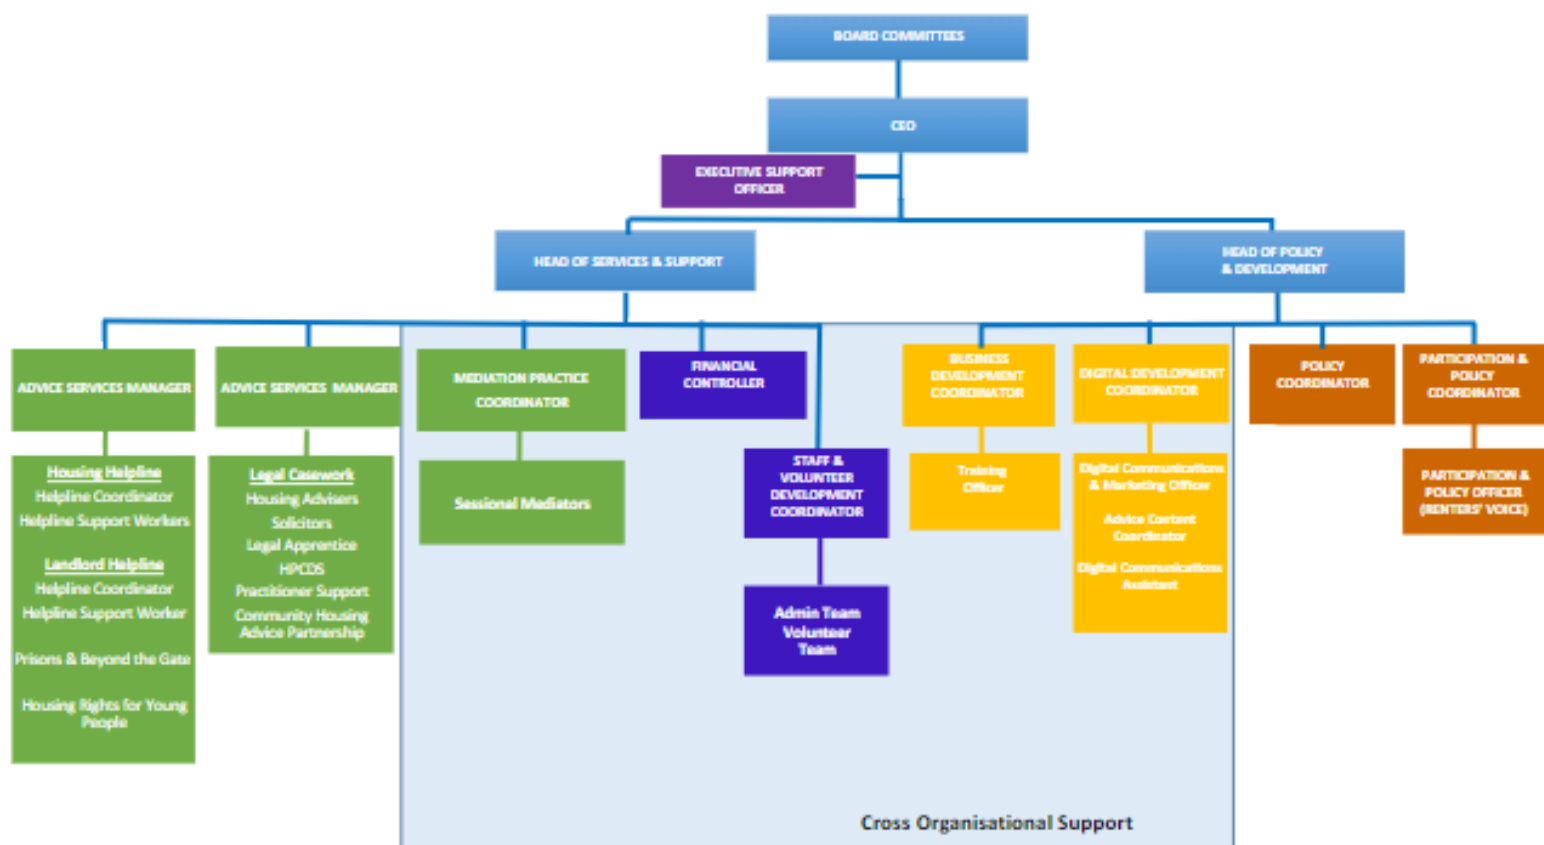 BOARD COMMITTEES
CEO
EXECUTIVE SUPPORT
OFFICER
HEAD OF SERVICES & SUPPORT
HEAD OF POLICY
& DEVELOPMENT
ADVICE SERVICES MANAGER
Housing Helpline
Helpline Coordinator
Helpline Support Workers
Landlord Helpline
Helpline Coordinator
Helpline Support Worker
Prisons & Beyond the Gate
Housing Rights for Young
People
ADVICE SERVICES MANAGER
Legal Casework
Housing Advisers
Solicitors
Legal Apprentice
HPCDS
Practitioner Support
Community Housing
Advice Partnership
MEDIATION PRACTICE
COORDINATOR
Sessional Mediators
FINANCIAL
CONTROLLER
STAFF &
VOLUNTEER
DEVELOPMENT
COORDINATOR
Admin Team
Volunteer
Team
BUSINESS
DEVELOPMENT
COORDINATOR
Training
Officer
DIGITAL DEVELOPMENT
COORDINATOR
Digital Communications
& Marketing Officer
Advice Content
Coordinator
Digital Communications
Assistant
POLICY
COORDINATOR
PARTICIPATION &
POLICY
COORDINATOR
PARTICIPATION &
POLICY OFFICER
(RENTERS' VOICE)
Cross Organisational Support